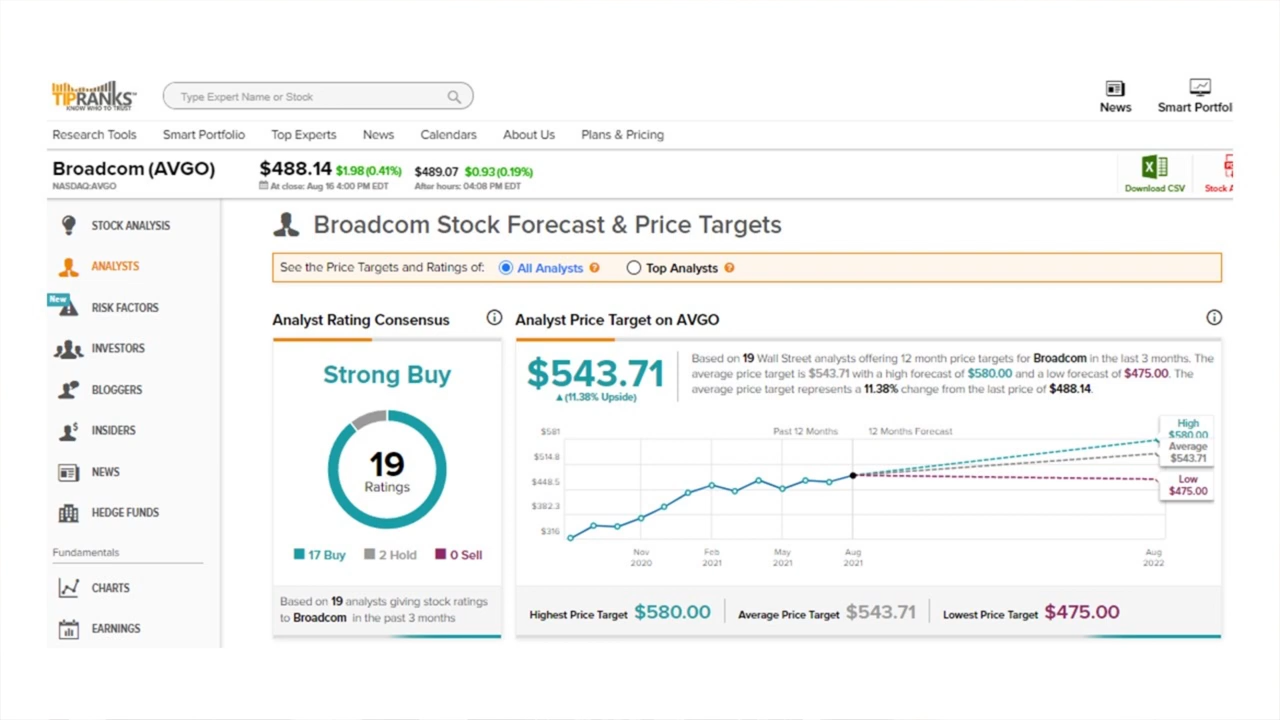 TIPRANKS
KNOW WHO TO TRUST
Type Expert Name or Stock
News
Smart Portfol
Research Tools Smart Portfolio Top Experts News Calendars About Us Plans & Pricing
Broadcom (AVGO)
NASDAQ:AVGO
$488.14 $1.98 (0.41%)
At close: Aug 16 4:00 PM EDT
$489.07 $0.93 (0.19%)
After hours: 04:08 PM EDT
Download CSV
Stock A
STOCK ANALYSIS
ANALYSTS
New
RISK FACTORS
INVESTORS
BLOGGERS
INSIDERS
NEWS
HEDGE FUNDS
Fundamentals
CHARTS
EARNINGS
Broadcom Stock Forecast & Price Targets
See the Price Targets and Ratings of: All Analysts ? Top Analysts ?
Analyst Rating Consensus
Strong Buy
19
Ratings
17 Buy 2 Hold 0 Sell
Based on 19 analysts giving stock ratings
to Broadcom in the past 3 months
Analyst Price Target on AVGO
$543.71
▲(11.38% Upside)
Based on 19 Wall Street analysts offering 12 month price targets for Broadcom in the last 3 months. The
average price target is $543.71 with a high forecast of $580.00 and a low forecast of $475.00. The
average price target represents a 11.38% change from the last price of $488.14.
Past 12 Months 12 Months Forecast
$581
$514.8
$448.5
$382.3
$316
High
$580.00
Average
$543.71
Low
$475.00
Nov
2020
Feb
2021
May
2021
Aug
2021
Aug
2022
Highest Price Target $580.00 Average Price Target $543.71 Lowest Price Target $475.00